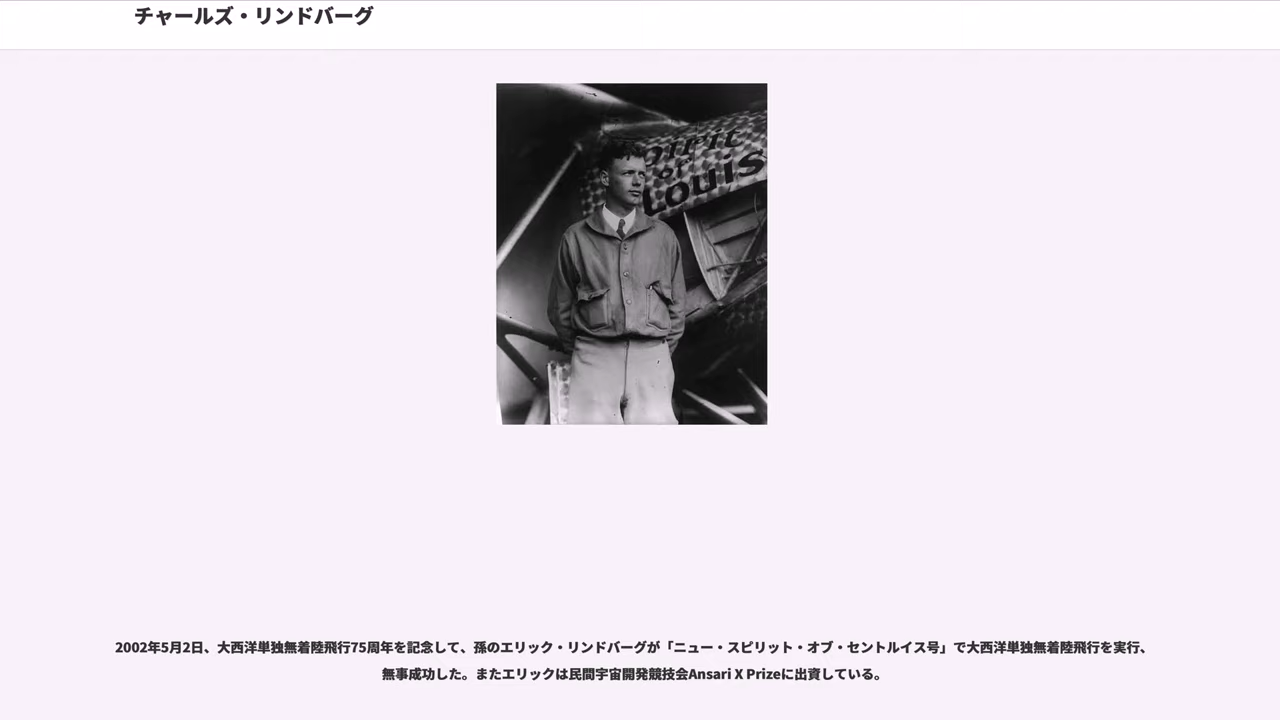 チャールズ・リンドバーグ
pirit
of
Louis
2002年5月2日、大西洋単独無着陸飛行75周年を記念して、孫のエリック・リンドバーグが「ニュー・スピリット・オブ・セントルイス号」で大西洋単独無着陸飛行を実行、
無事成功した。またエリックは民間宇宙開発競技会Ansari X Prizeに出資している。